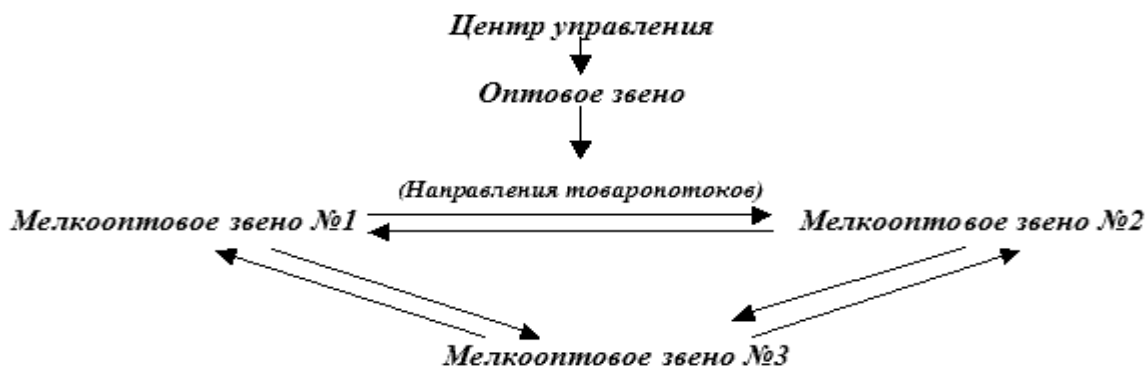 Центр управления
Оптовое звено
(Направления товаропотоков)
Мелкооптовое звено №1
Мелкооптовое звено №2
Мелкооптовое звено №3